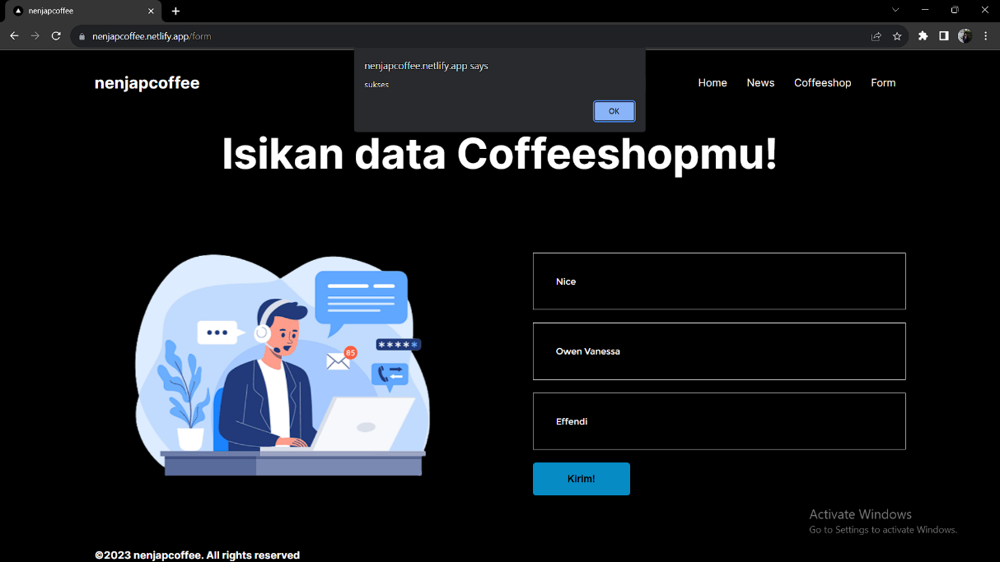 nenjapcoffee
nenjapcoffee.netlify.app/form
nenjapcoffee.netlify.app says
sukses
OK
nenjapcoffee
Home News Coffeeshop Form
Isikan data Coffeeshopmu!
85
*****
Nice
Owen Vanessa
Effendi
Kirim!
Activate Windows
Go to Settings to activate Windows.
©2023 nenjapcoffee. All rights reserved